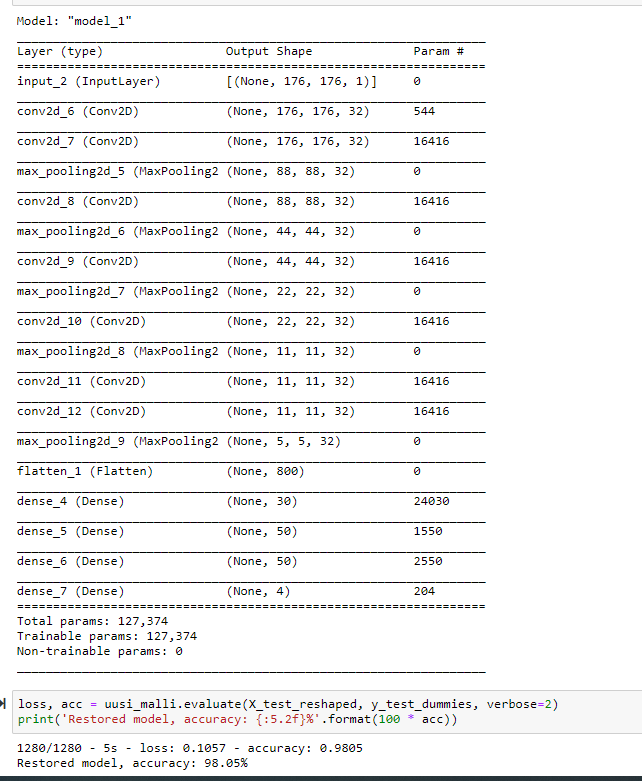 Model: "model_1"
Layer (type) Output Shape Param #
input_2 (InputLayer) [(None, 176, 176, 1)] 0
conv2d_6 (Conv2D) (None, 176, 176, 32) 544
conv2d_7 (Conv2D) (None, 176, 176, 32) 16416
max_pooling2d_5 (MaxPooling2 (None, 88, 88, 32) 0
conv2d_8 (Conv2D) (None, 88, 88, 32) 16416
max_pooling2d_6 (MaxPooling2 (None, 44, 44, 32) 0
conv2d_9 (Conv2D) (None, 44, 44, 32) 16416
max_pooling2d_7 (MaxPooling2 (None, 22, 22, 32) 0
conv2d_10 (Conv2D) (None, 22, 22, 32) 16416
max_pooling2d_8 (MaxPooling2 (None, 11, 11, 32) 0
conv2d_11 (Conv2D) (None, 11, 11, 32) 16416
conv2d_12 (Conv2D) (None, 11, 11, 32) 16416
max_pooling2d_9 (MaxPooling2 (None, 5, 5, 32) 0
flatten_1 (Flatten) (None, 800) 0
dense_4 (Dense) (None, 30) 24030
dense_5 (Dense) (None, 50) 1550
dense_6 (Dense) (None, 50) 2550
dense_7 (Dense) (None, 4) 204
Total params: 127,374
Trainable params: 127,374
Non-trainable params: 0
loss, acc = uusi_malli.evaluate(X_test_reshaped, y_test_dummies, verbose=2)
print('Restored model, accuracy: {:5.2f}%'.format(100 * acc))
1280/1280 - 5s - loss: 0.1057 - accuracy: 0.9805
Restored model, accuracy: 98.05%